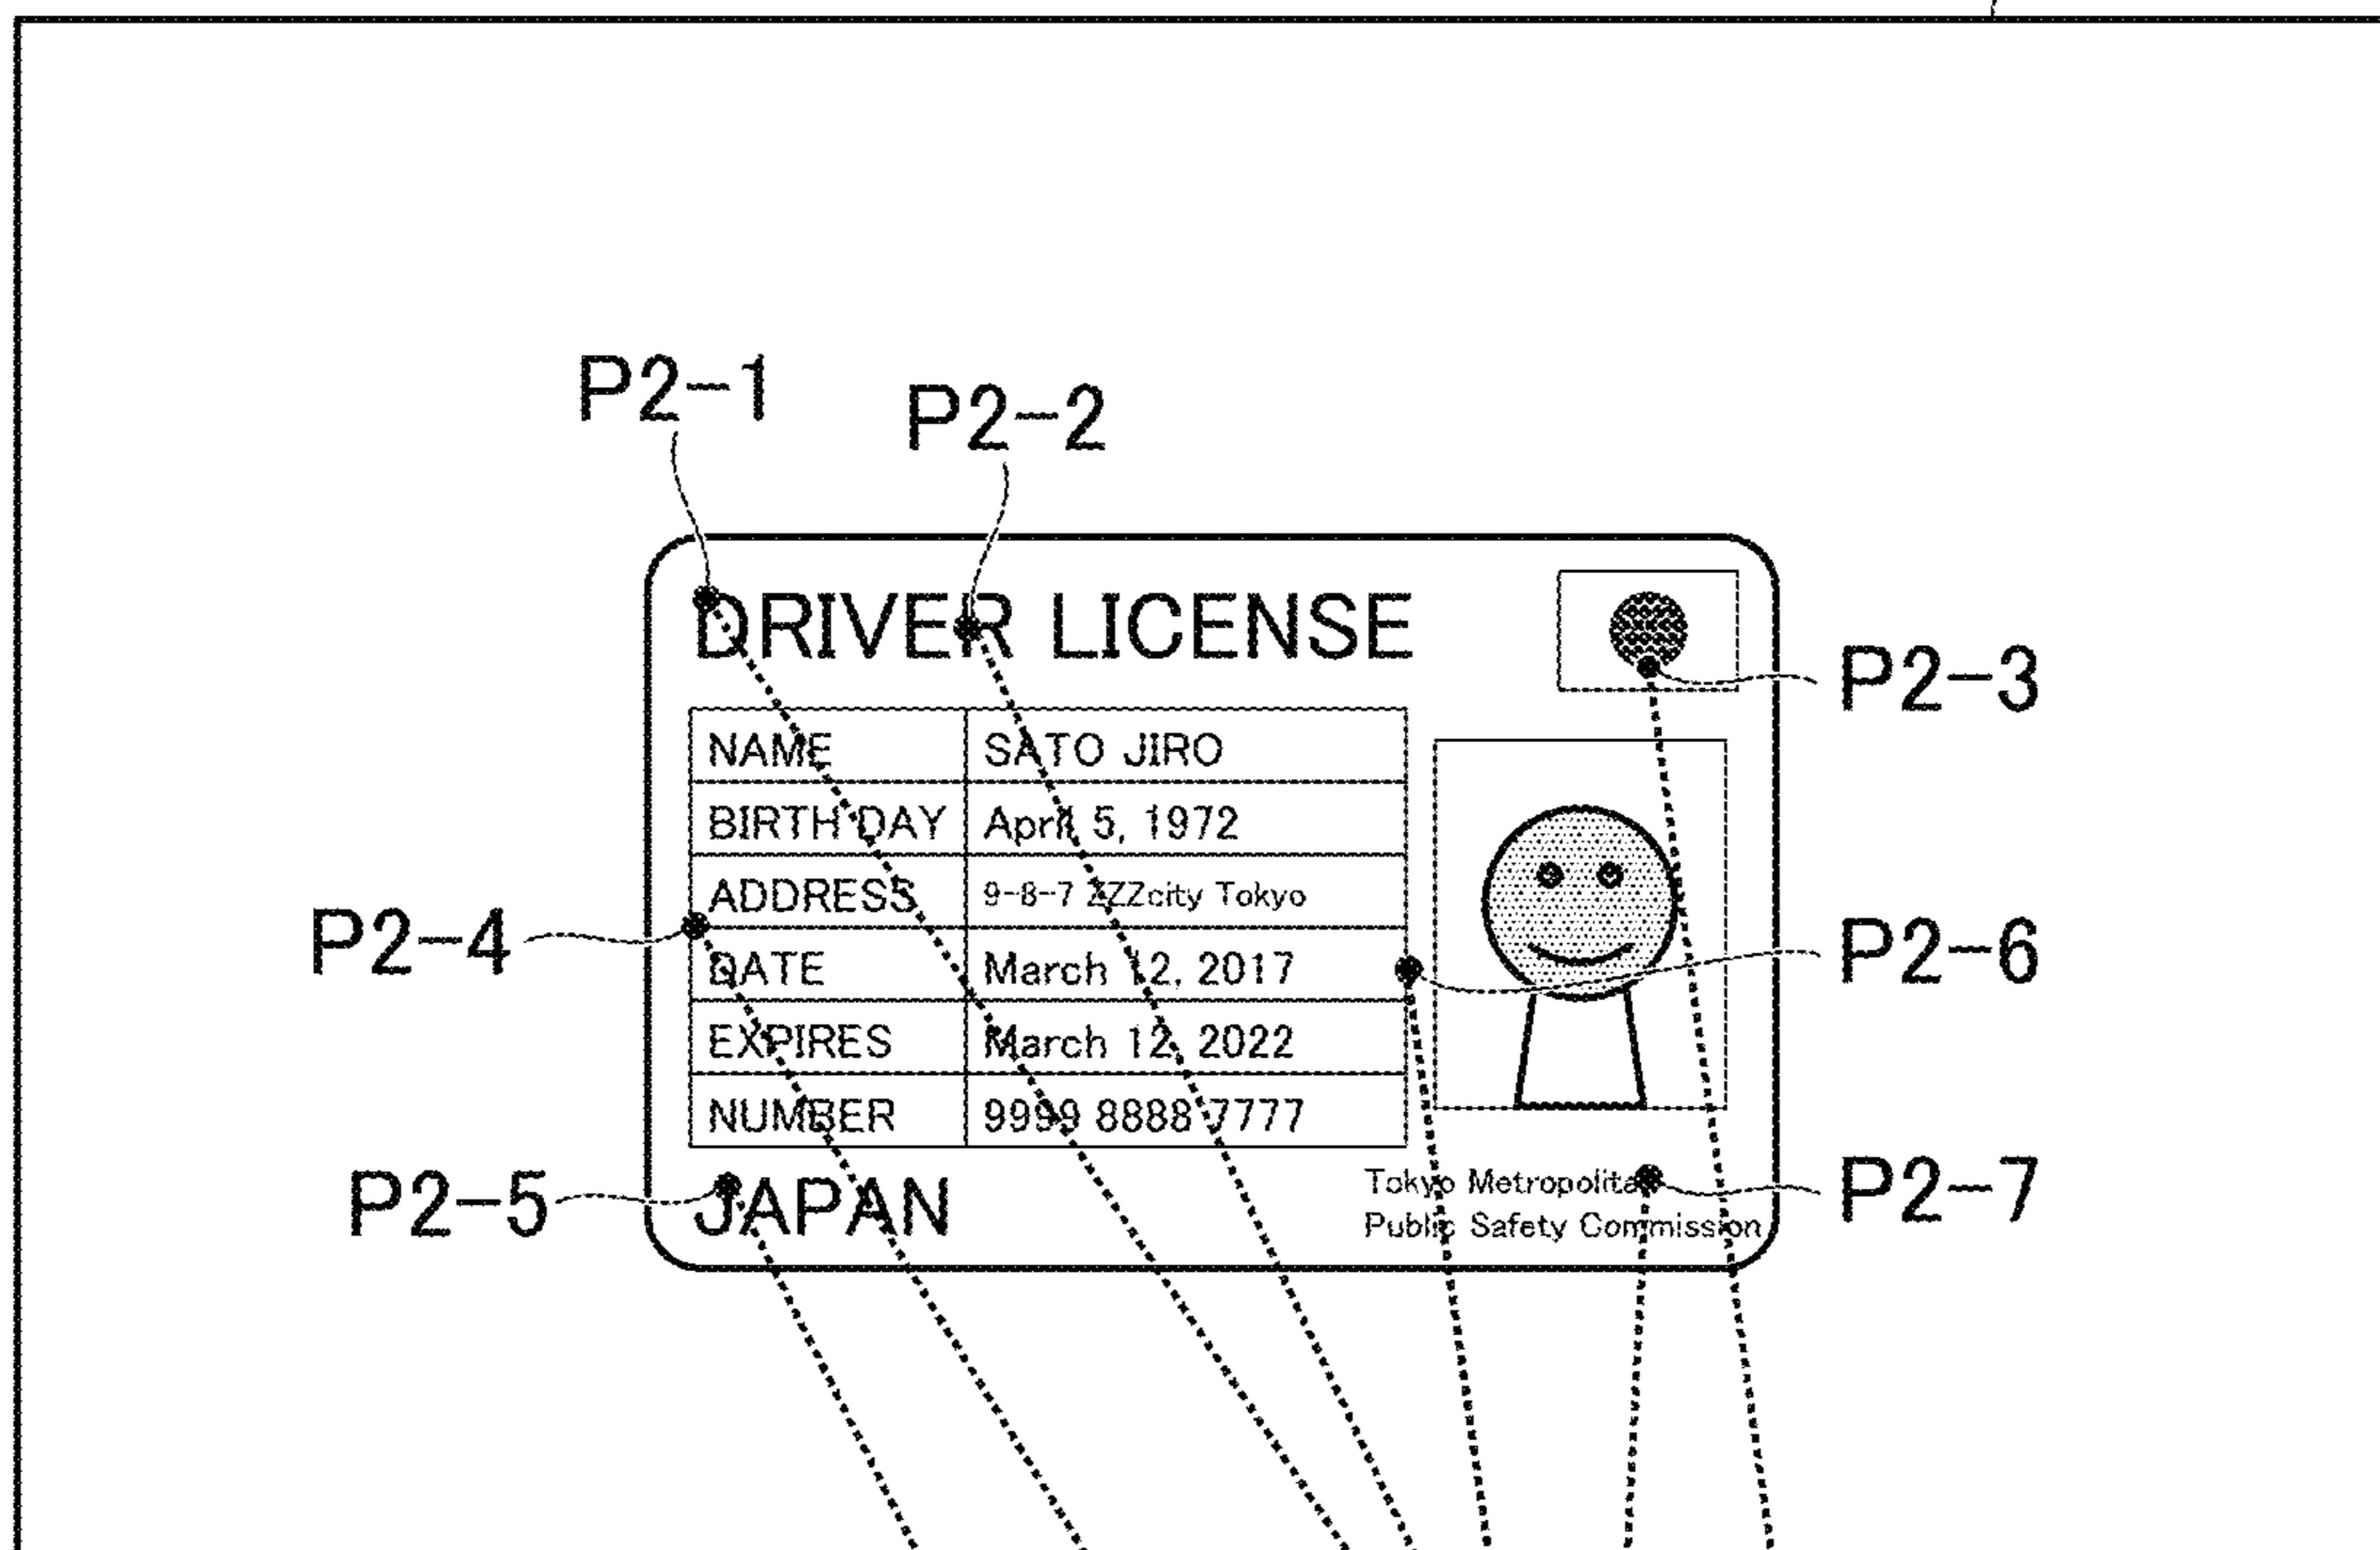 P2-1
P2-2
DRIVER LICENSE
P2-3
NAME SATO JIRO
BIRTH DAY April 5, 1972
ADDRESS 9-8-7 ZZZcity Tokyo
P2-4
P2-6
DATE March 12, 2017
EXPIRES March 12, 2022
NUMBER 9999 8888 7777
P2-5
JAPAN
Tokyo Metropolitan
Public Safety Commission
P2-7